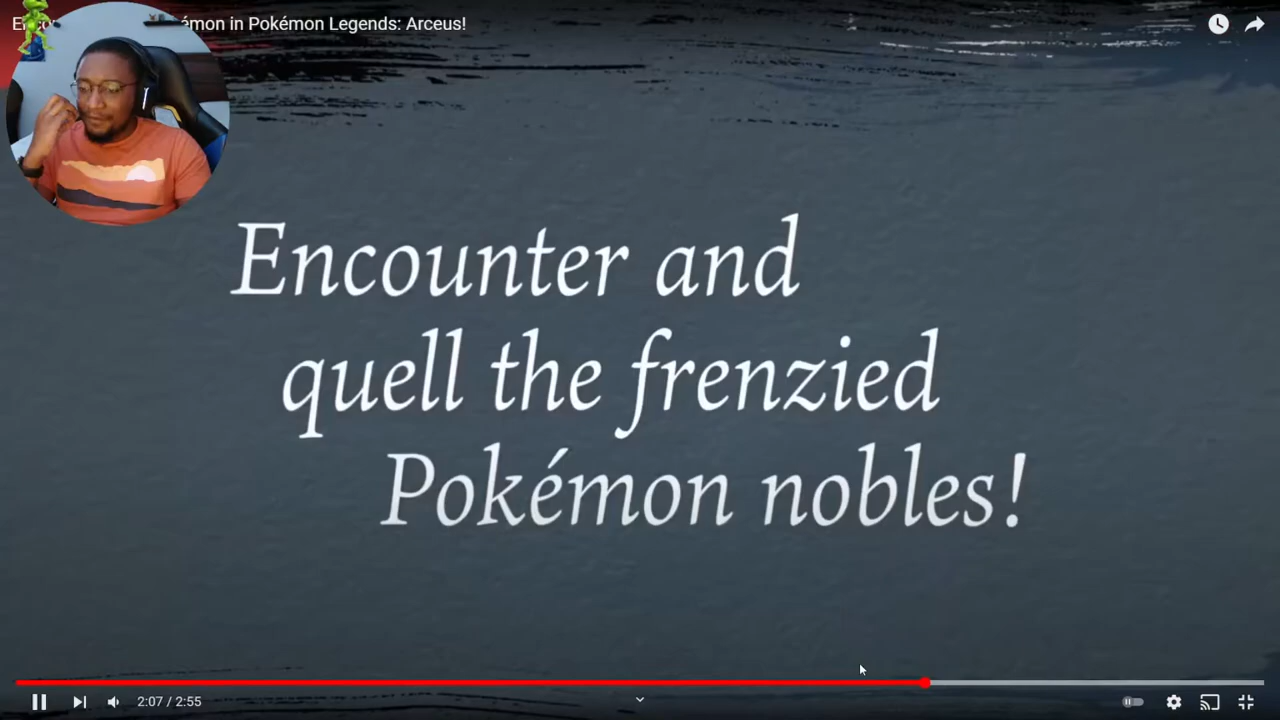 émon in Pokémon Legends: Arceus!
Encounter and
quell the frenzied
Pokémon nobles!
2:07 / 2:55